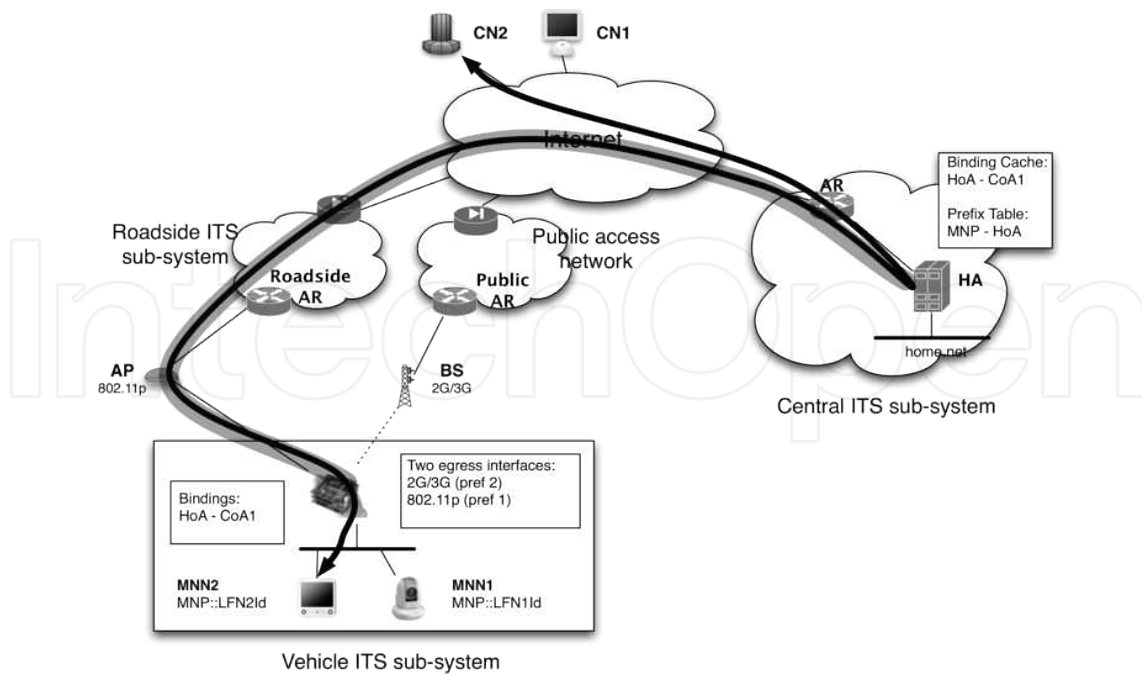 CN2
CN1
Internet
Binding Cache:
HoA - CoA1
Prefix Table:
MNP - HoA
AR
Roadside ITS
sub-system
Public access
network
Roadside
AR
Public
AR
HA
home.net
AP
802.11p
BS
2G/3G
Central ITS sub-system
Two egress interfaces:
2G/3G (pref 2)
802.11p (pref 1)
Bindings:
HoA - CoA1
MNN2
MNP::LFN2Id
MNN1
MNP::LFN1Id
Vehicle ITS sub-system
IntechOpen